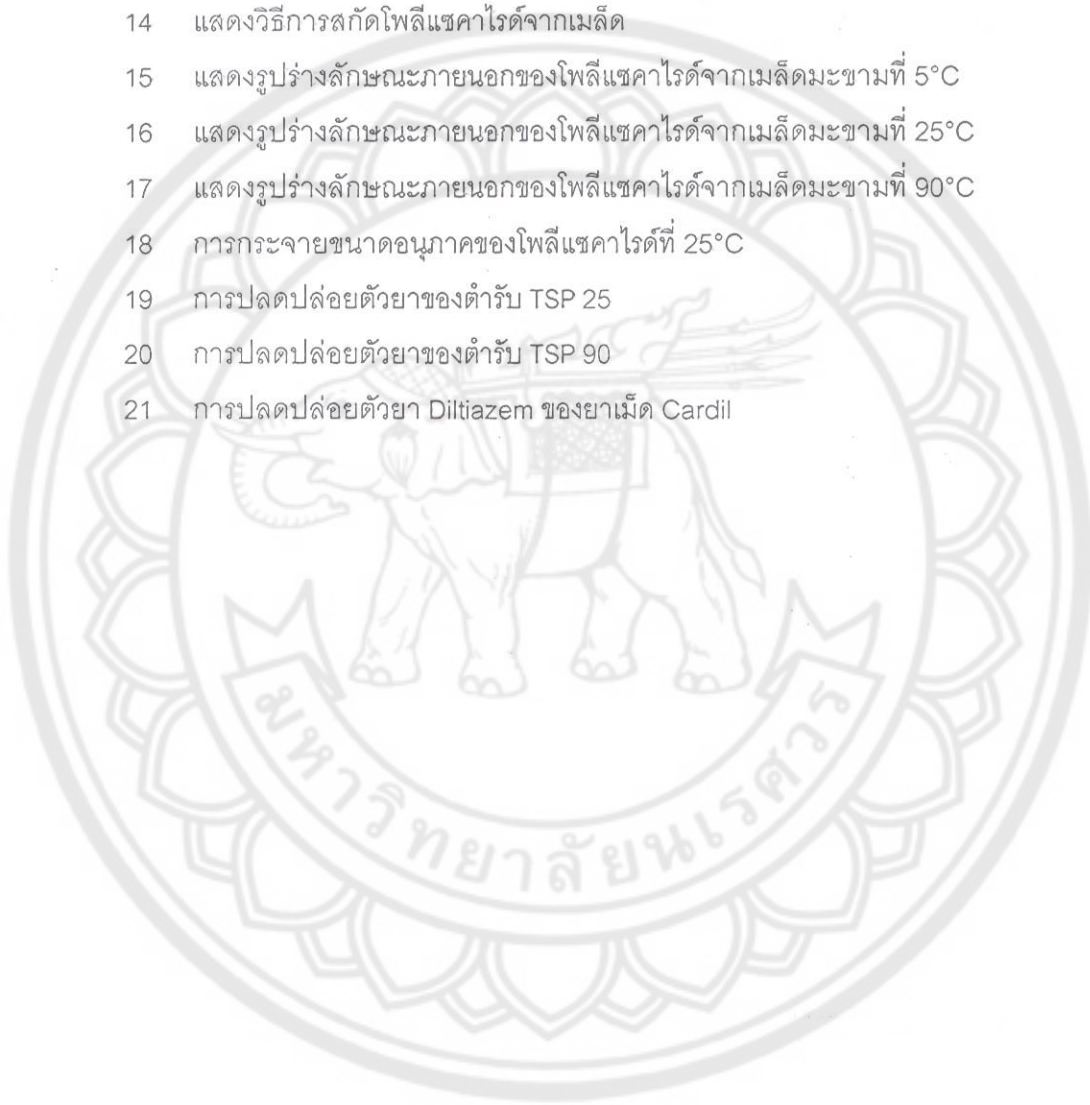 14 แสดงวิธีการสกัดโพลีแซคาไรด์จากเมล็ด
15 แสดงรูปร่างลักษณะภายนอกของโพลีแซคาไรด์จากเมล็ดมะขามที่ 5°C
16 แสดงรูปร่างลักษณะภายนอกของโพลีแซคาไรด์จากเมล็ดมะขามที่ 25°C
17 แสดงรูปร่างลักษณะภายนอกของโพลีแซคาไรด์จากเมล็ดมะขามที่ 90°C
18 การกระจายขนาดอนุภาคของโพลีแซคาไรด์ที่ 25°C
19 การปลดปล่อยตัวยาของตำรับ TSP 25
20 การปลดปล่อยตัวยาของตำรับ TSP 90
21 การปลดปล่อยตัวยา Diltiazem ของยาเม็ด Cardil
มหาวิทยาลัยนเรศวร